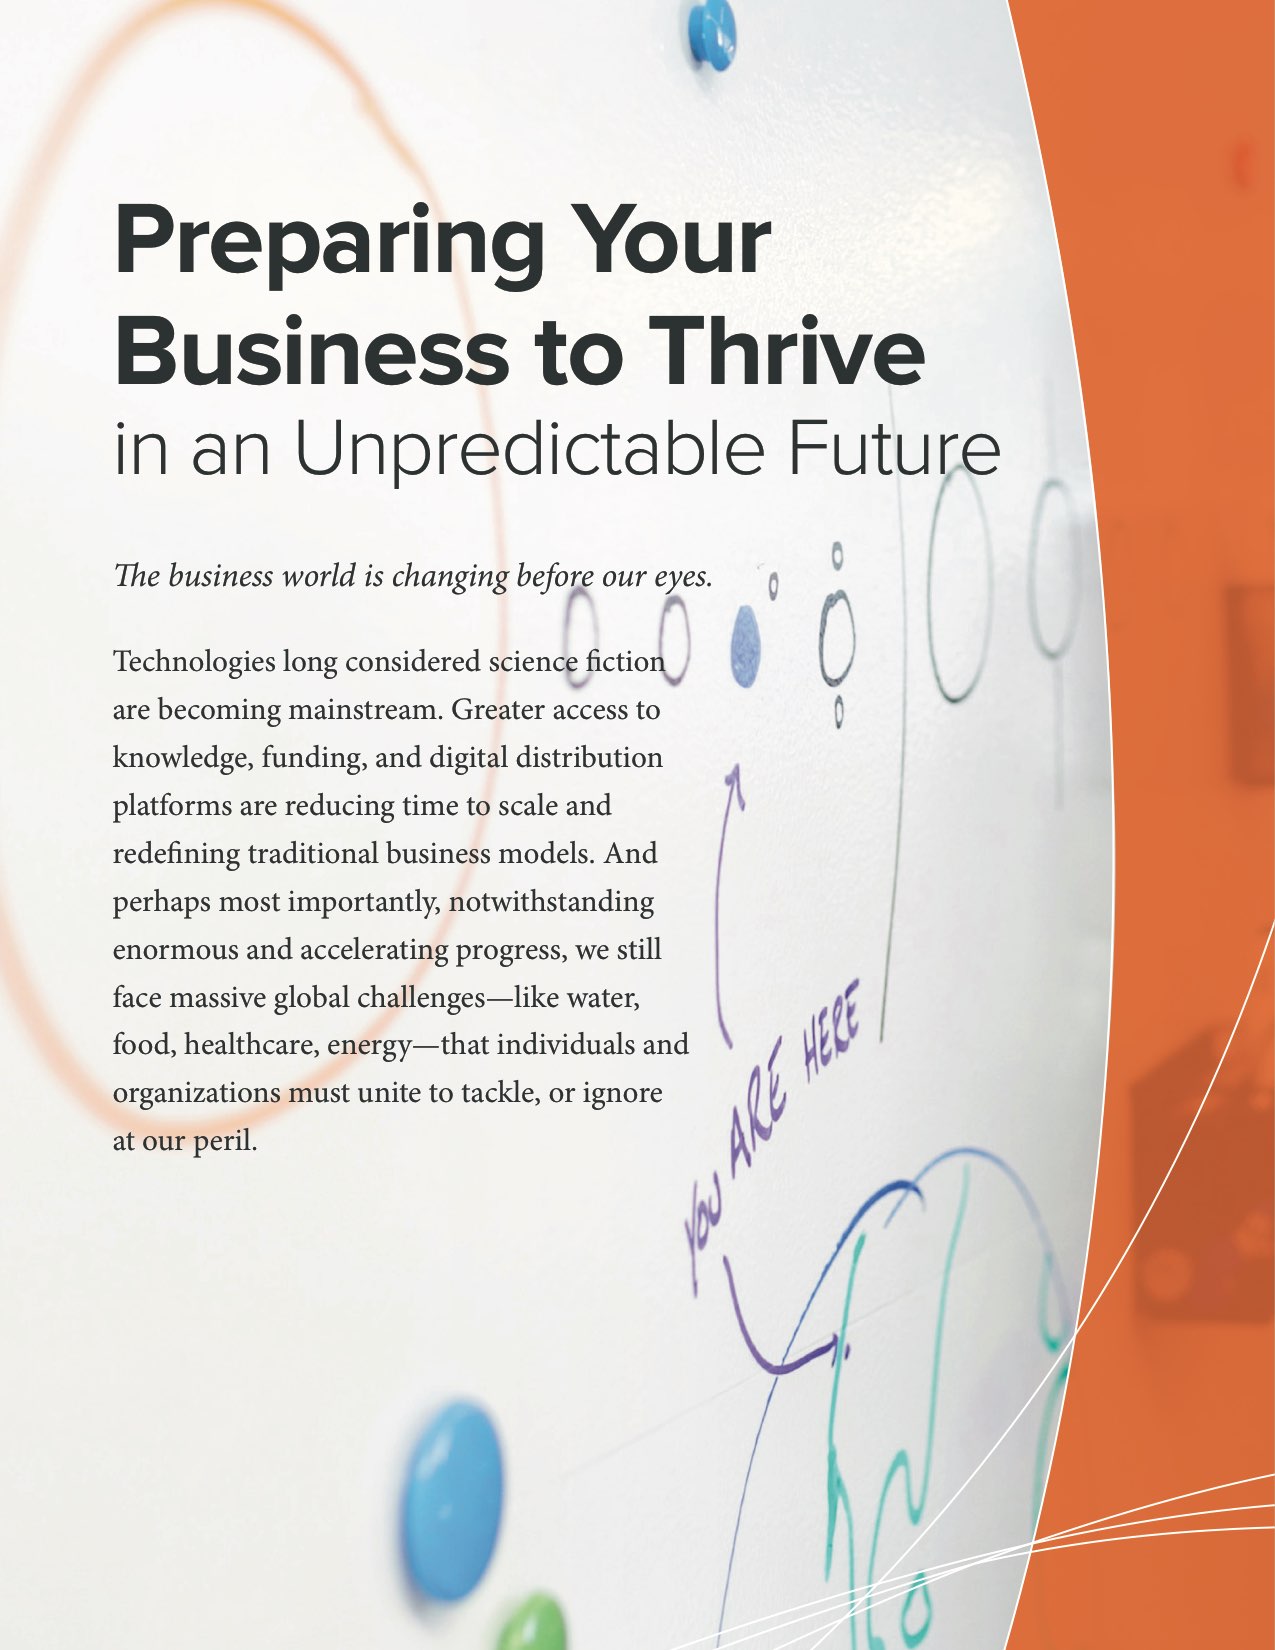 Preparing Your
Business to Thrive
in an Unpredictable Future
The business world is changing before our eyes.
Technologies long considered science fiction
are becoming mainstream. Greater access to
knowledge, funding, and digital distribution
platforms are reducing time to scale and
redefining traditional business models. And
perhaps most importantly, notwithstanding
enormous and accelerating progress, we still
face massive global challenges—like water,
food, healthcare, energy—that individuals and
organizations must unite to tackle, or ignore
at our peril.
YOU ARE HERE